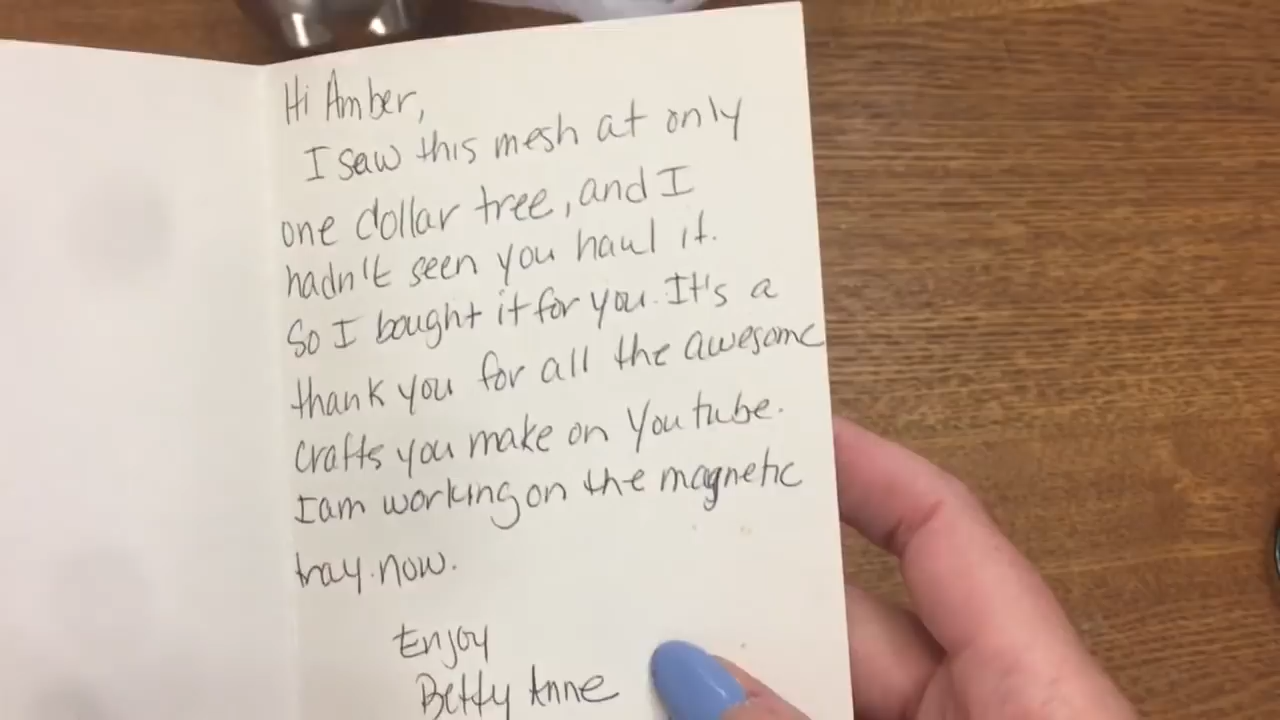 Hi Amber,
I saw this mesh at only
one dollar tree, and I
hadn't seen you haul it.
So I bought it for you. It's a
thank you for all the awesome
crafts you make on Youtube.
I am working on the magnetic
tray now.
Enjoy
Betty Anne